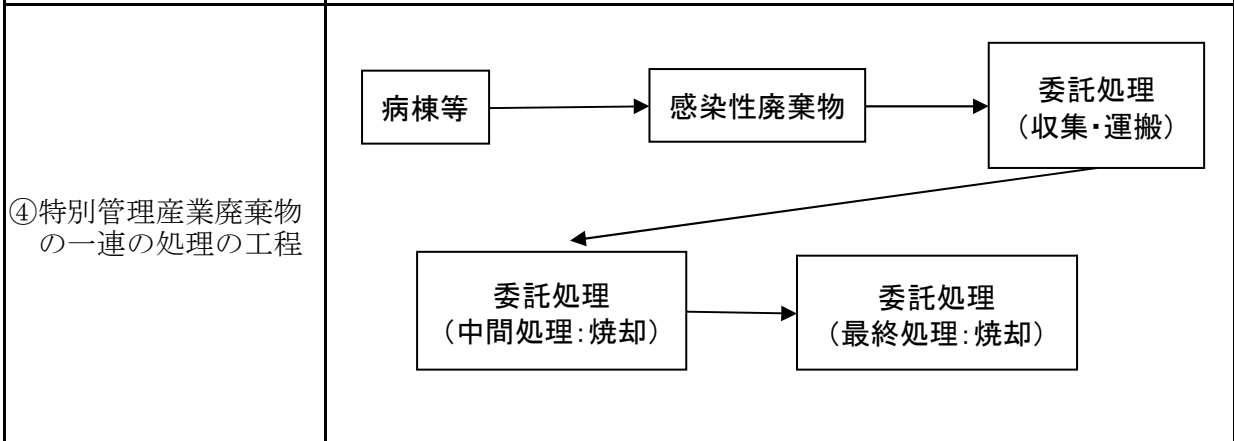 ④特別管理産業廃棄物
の一連の処理の工程
病棟等
感染性廃棄物
委託処理
（収集・運搬）
委託処理
（中間処理：焼却）
委託処理
（最終処理：焼却）